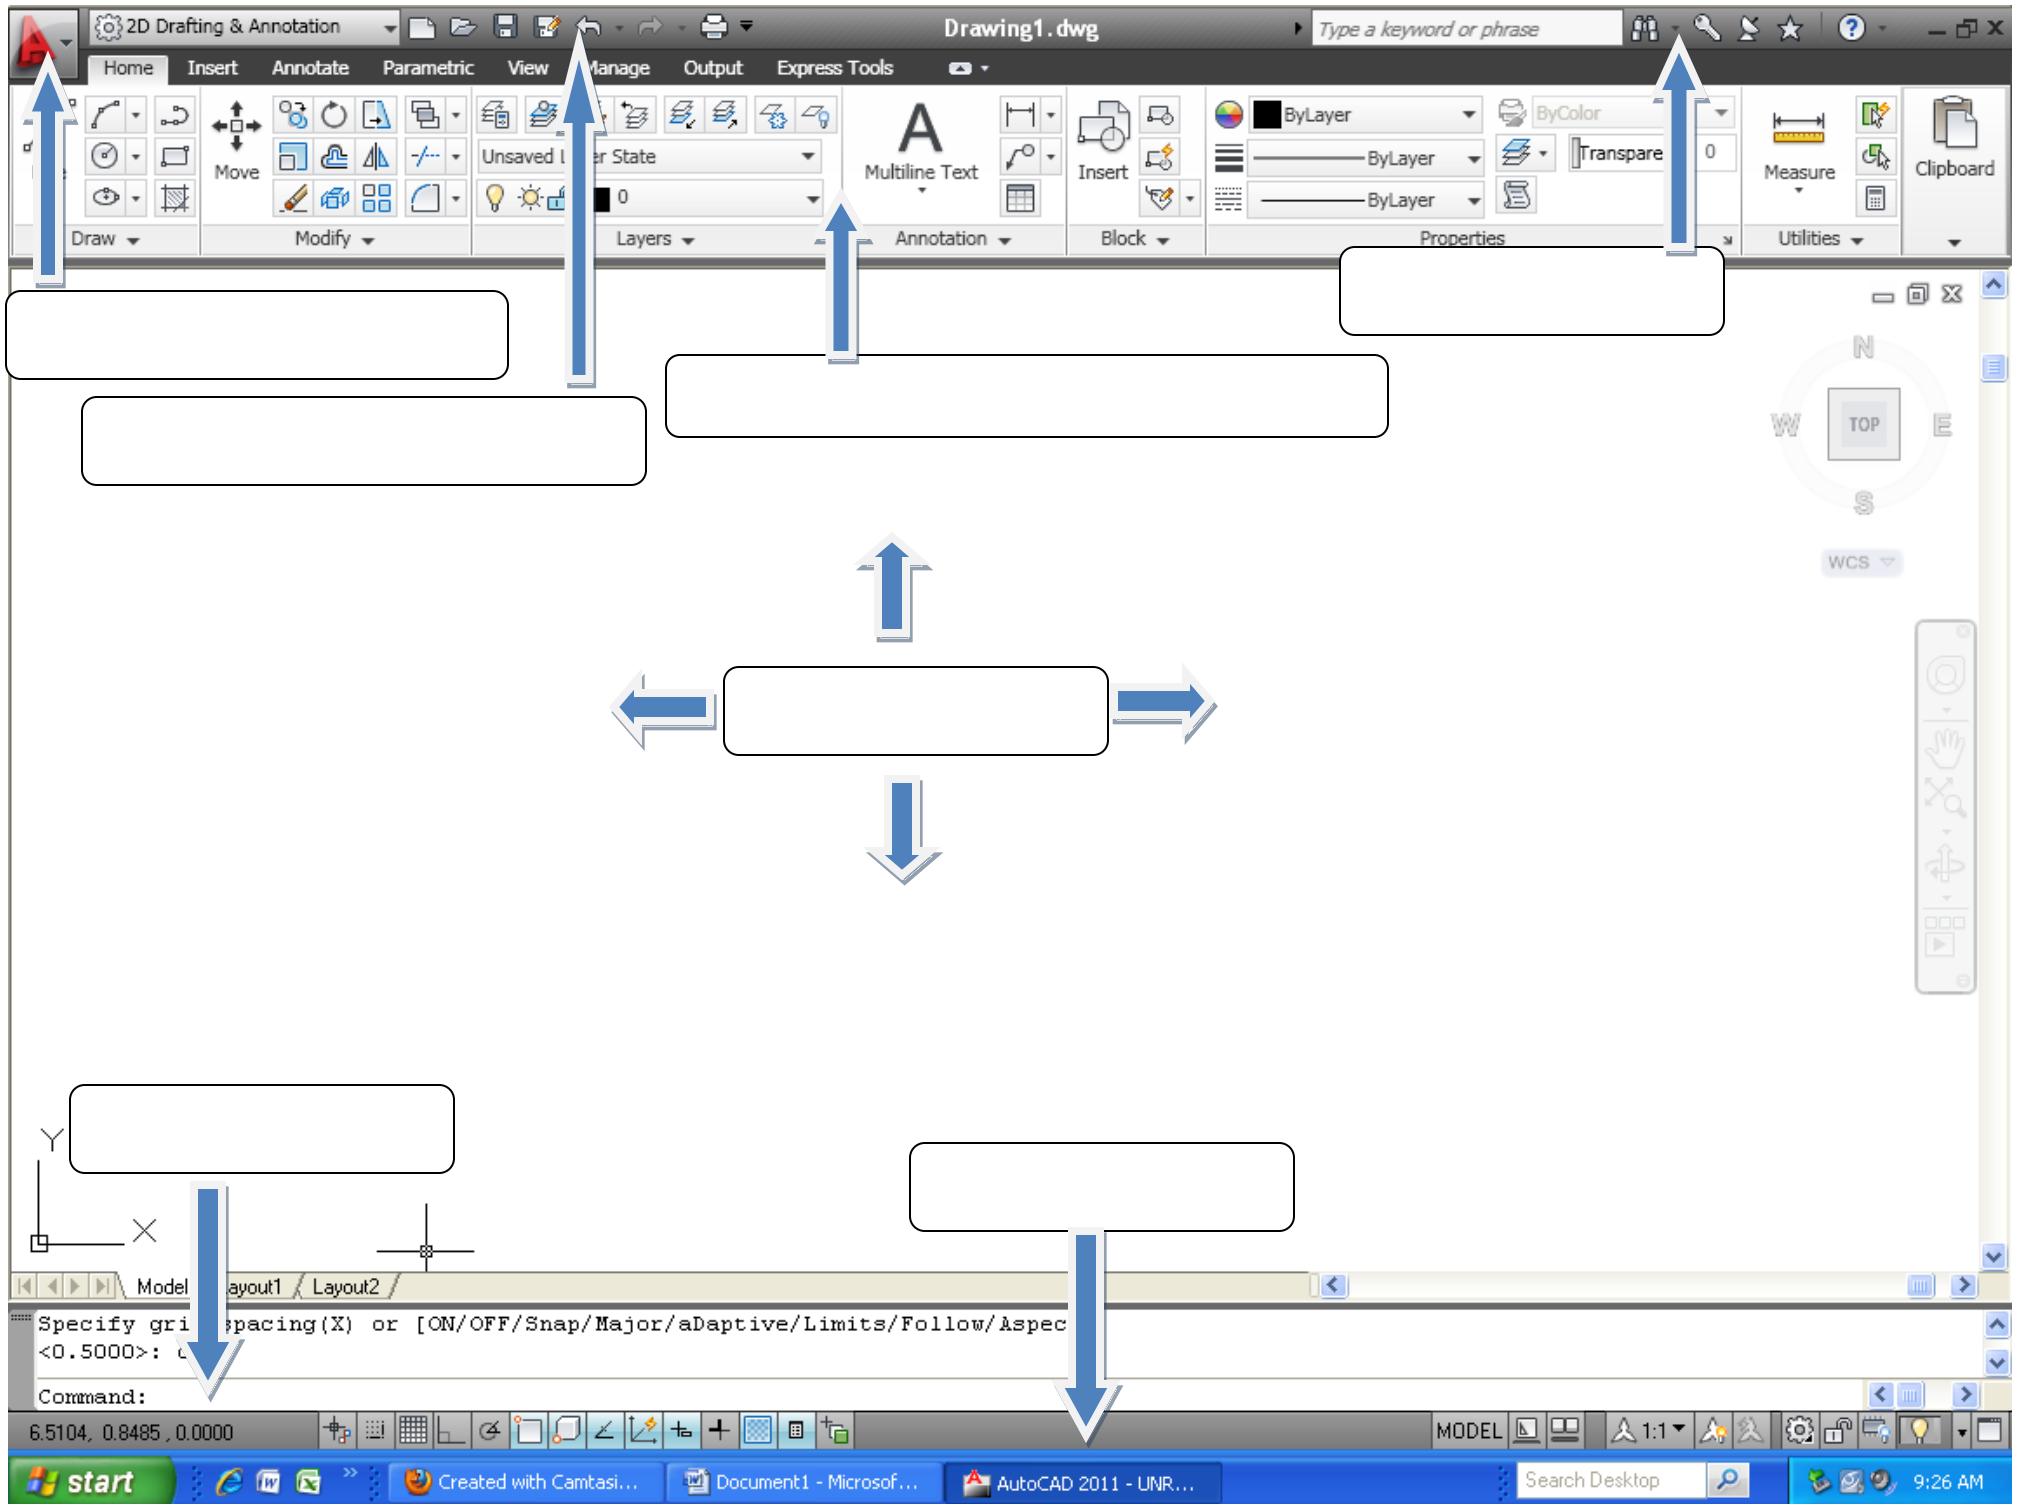 2D Drafting & Annotation
Drawing1.dwg
Type a keyword or phrase
Home Insert Annotate Parametric View Manage Output Express Tools
Move
Unsaved Layer State
0
Multiline Text
Insert
ByLayer
ByLayer
ByLayer
ByColor
Transpare 0
Measure
Clipboard
Draw Modify Layers Annotation Block Properties Utilities
N
W TOP E
S
WCS
Y
X
Model Layout1 Layout2
Specify grid spacing(X) or [ON/OFF/Snap/Major/aDaptive/Limits/Follow/Aspec
<0.5000>:
Command:
6.5104, 0.8485, 0.0000
MODEL 1:1
start Created with Camtasi... Document1 - Microsof... AutoCAD 2011 - UNR... Search Desktop 9:26 AM